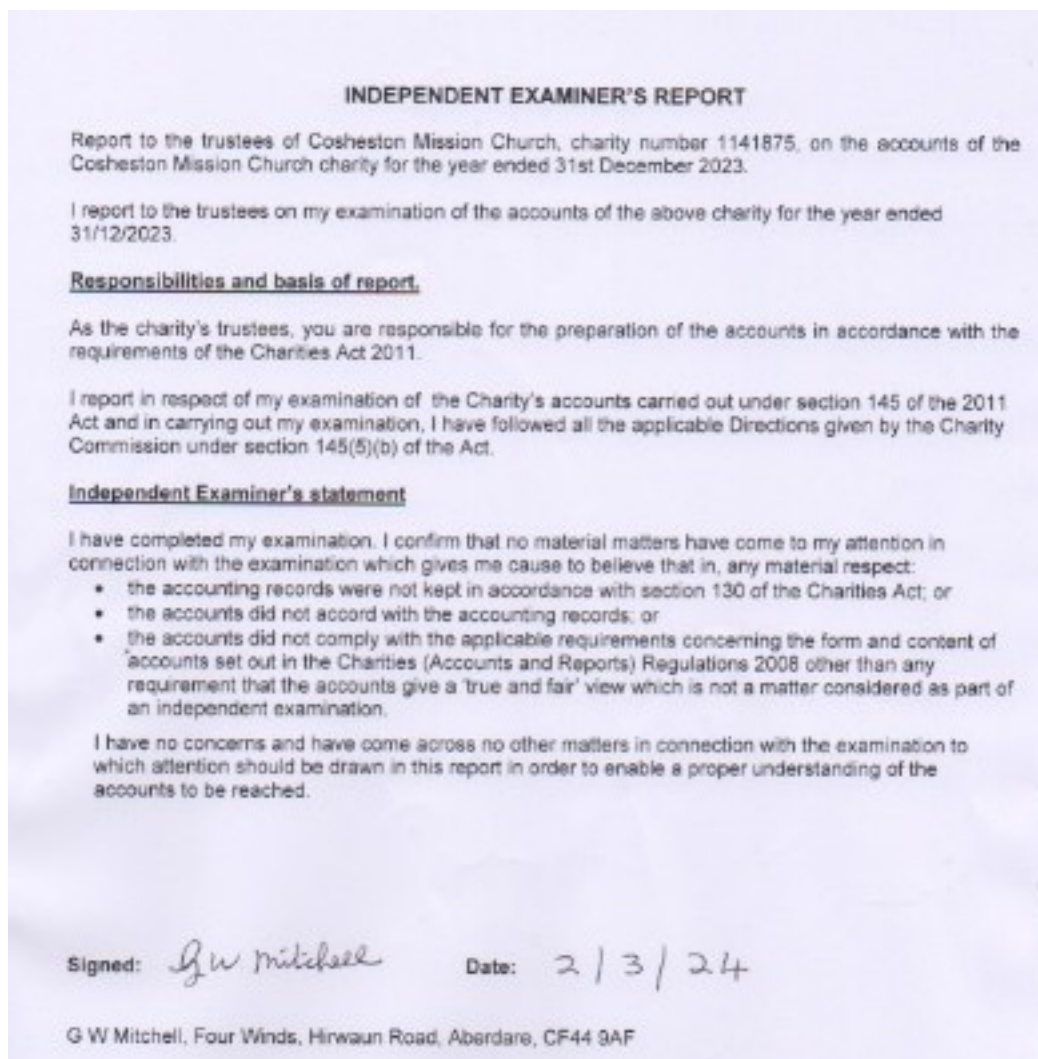 INDEPENDENT EXAMINER'S REPORT
Report to the trustees of Cosheston Mission Church, charity number 1141875, on the accounts of the
Cosheston Mission Church charity for the year ended 31st December 2023.
I report to the trustees on my examination of the accounts of the above charity for the year ended
31/12/2023.
Responsibilities and basis of report.
As the charity's trustees, you are responsible for the preparation of the accounts in accordance with the
requirements of the Charities Act 2011.
I report in respect of my examination of the Charity's accounts carried out under section 145 of the 2011
Act and in carrying out my examination, I have followed all the applicable Directions given by the Charity
Commission under section 145(5)(b) of the Act.
Independent Examiner's statement
I have completed my examination. I confirm that no material matters have come to my attention in
connection with the examination which gives me cause to believe that in, any material respect:
• the accounting records were not kept in accordance with section 130 of the Charities Act; or
• the accounts did not accord with the accounting records; or
• the accounts did not comply with the applicable requirements concerning the form and content of
accounts set out in the Charities (Accounts and Reports) Regulations 2008 other than any
requirement that the accounts give a 'true and fair' view which is not a matter considered as part of
an independent examination.
I have no concerns and have come across no other matters in connection with the examination to
which attention should be drawn in this report in order to enable a proper understanding of the
accounts to be reached.
Signed: GW Mitchell Date: 2/3/24
G W Mitchell, Four Winds, Hirwaun Road, Aberdare, CF44 9AF